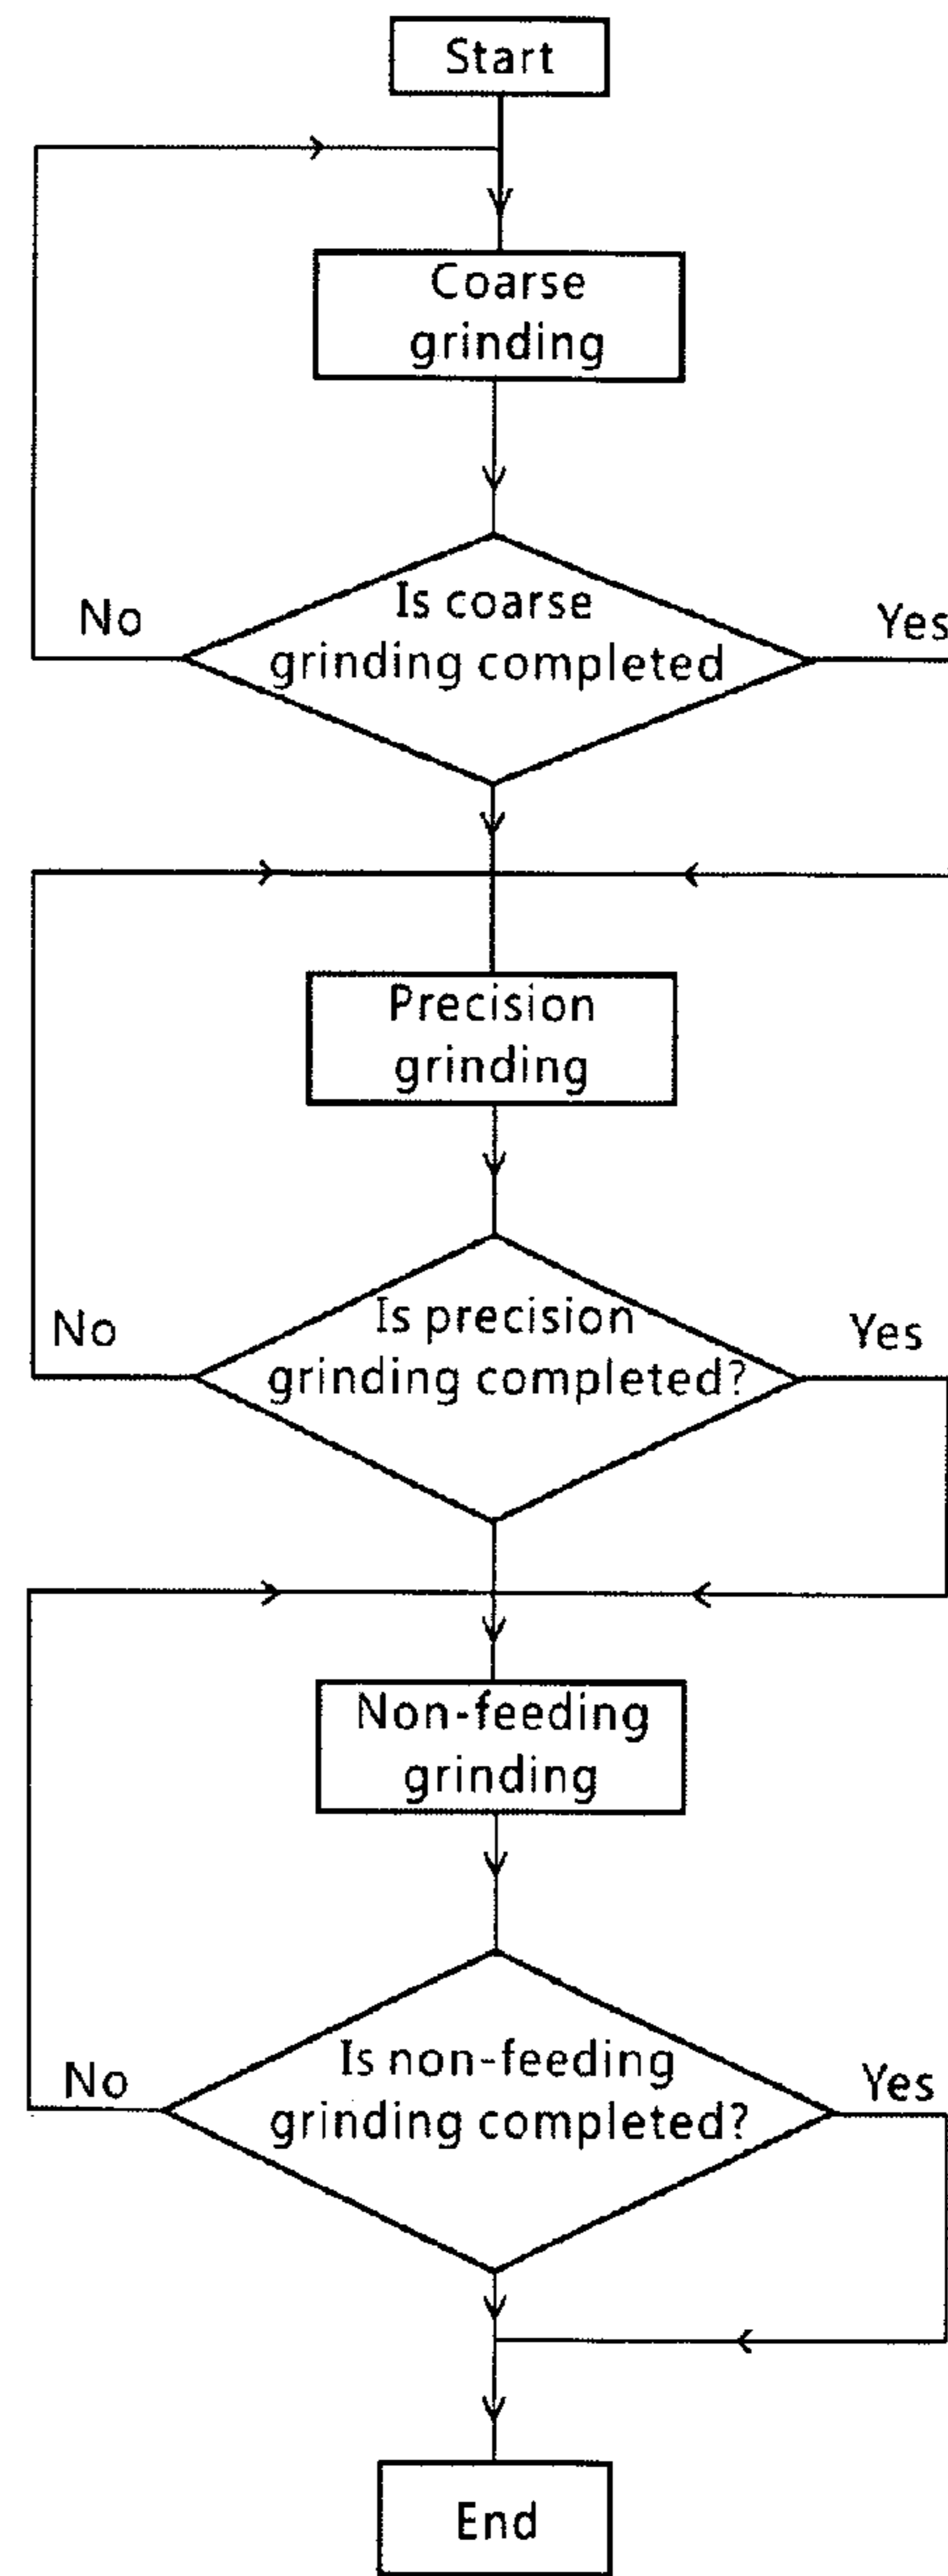 Start
Coarse
grinding
Is coarse
grinding completed
No
Yes
Precision
grinding
Is precision
grinding completed?
No
Yes
Non-feeding
grinding
Is non-feeding
grinding completed?
No
Yes
End